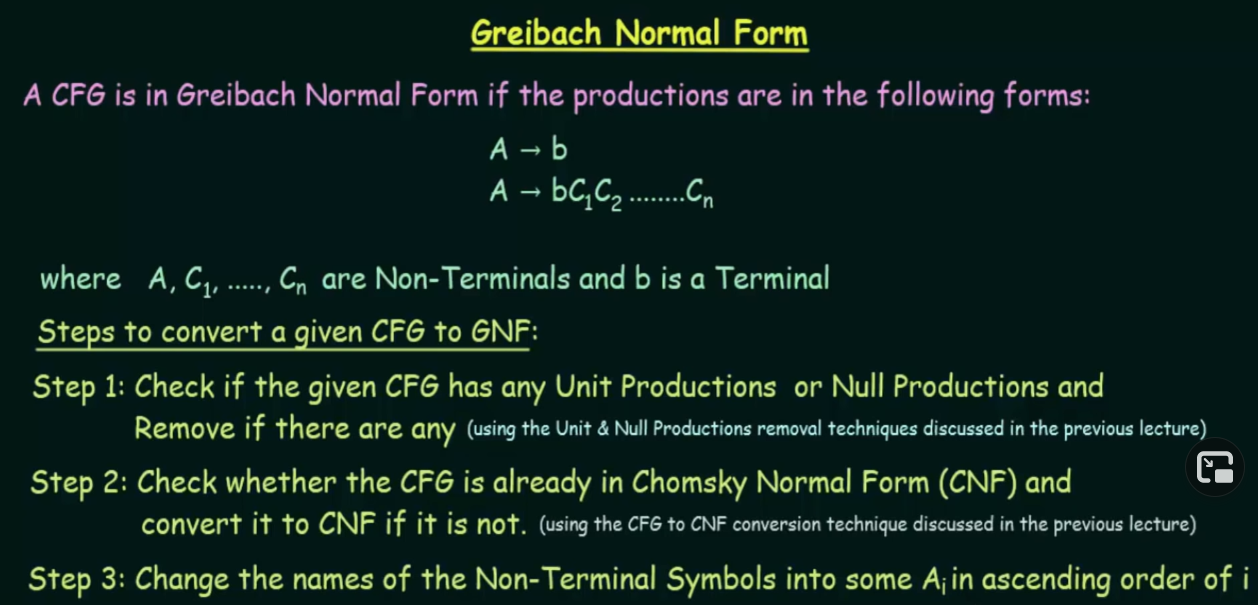 Greibach Normal Form
A CFG is in Greibach Normal Form if the productions are in the following forms:
A → b
A → bC₁C₂ ........Cₙ
where A, C₁, ....., Cₙ are Non-Terminals and b is a Terminal
Steps to convert a given CFG to GNF:
Step 1: Check if the given CFG has any Unit Productions or Null Productions and
Remove if there are any (using the Unit & Null Productions removal techniques discussed in the previous lecture)
Step 2: Check whether the CFG is already in Chomsky Normal Form (CNF) and
convert it to CNF if it is not. (using the CFG to CNF conversion technique discussed in the previous lecture)
Step 3: Change the names of the Non-Terminal Symbols into some Aᵢ in ascending order of i